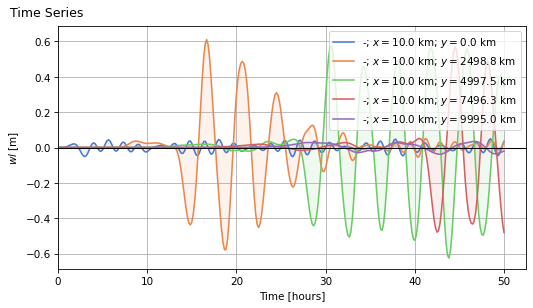 Time Series
0.6
0.4
0.2
0.0
−0.2
−0.4
−0.6
wl [m]
-; x = 10.0 km; y = 0.0 km
-; x = 10.0 km; y = 2498.8 km
-; x = 10.0 km; y = 4997.5 km
-; x = 10.0 km; y = 7496.3 km
-; x = 10.0 km; y = 9995.0 km
0 10 20 30 40 50
Time [hours]